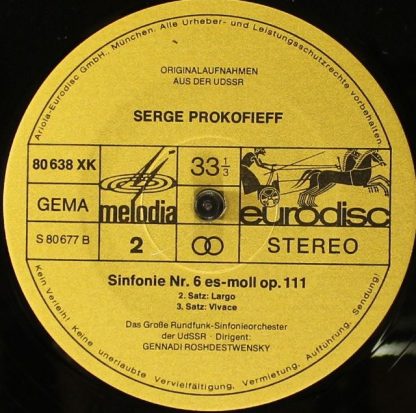 Ariola-Eurodisc GmbH., München. Alle Urheber- und Leistungsschutzrechte vorbehalten.
ORIGINALAUFNAHMEN
AUS DER UDSSR
SERGE PROKOFIEFF
80 638 XK
33 1/3
GEMA
melodia
eurodisc
S 80 677 B
2
STEREO
Sinfonie Nr. 6 es-moll op. 111
2. Satz: Largo
3. Satz: Vivace
Das Große Rundfunk-Sinfonieorchester
der UdSSR · Dirigent:
GENNADI ROSHDESTWENSKY
Kein Verleih! Keine unerlaubte Vervielfältigung, Vermietung, Aufführung, Sendung!